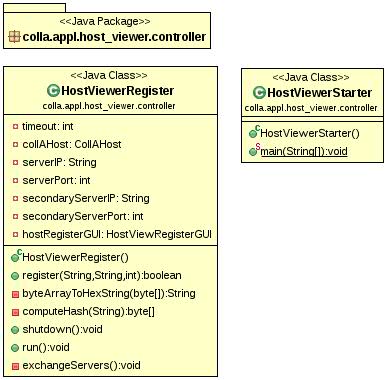 <<Java Package>>
colla.appl.host_viewer.controller
<<Java Class>>
HostViewerRegister
colla.appl.host_viewer.controller
timeout: int
collAHost: CollAHost
serverIP: String
serverPort: int
secondaryServerIP: String
secondaryServerPort: int
hostRegisterGUI: HostViewRegisterGUI
HostViewerRegister()
register(String,String,int):boolean
byteArrayToHexString(byte[]):String
computeHash(String):byte[]
shutdown():void
run():void
exchangeServers():void
<<Java Class>>
HostViewerStarter
colla.appl.host_viewer.controller
HostViewerStarter()
main(String[]):void